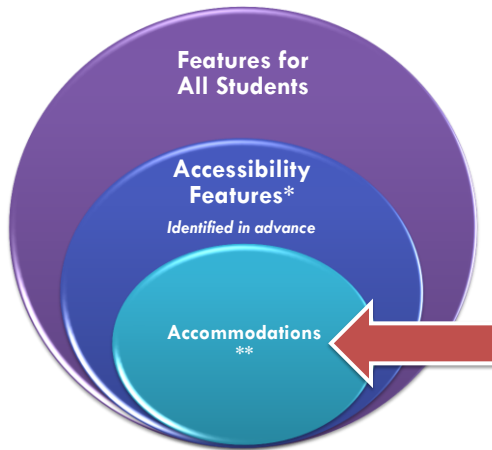 Features for
All Students
Accessibility
Features*
Identified in advance
Accommodations
**